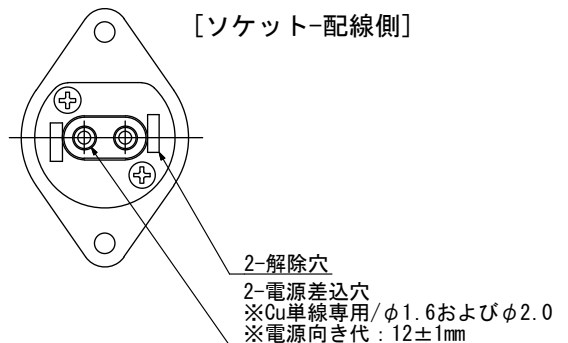 [ソケット-配線側]
2-解除穴
2-電源差込穴
※Cu単線専用/φ1.6およびφ2.0
※電源向き代：12±1mm